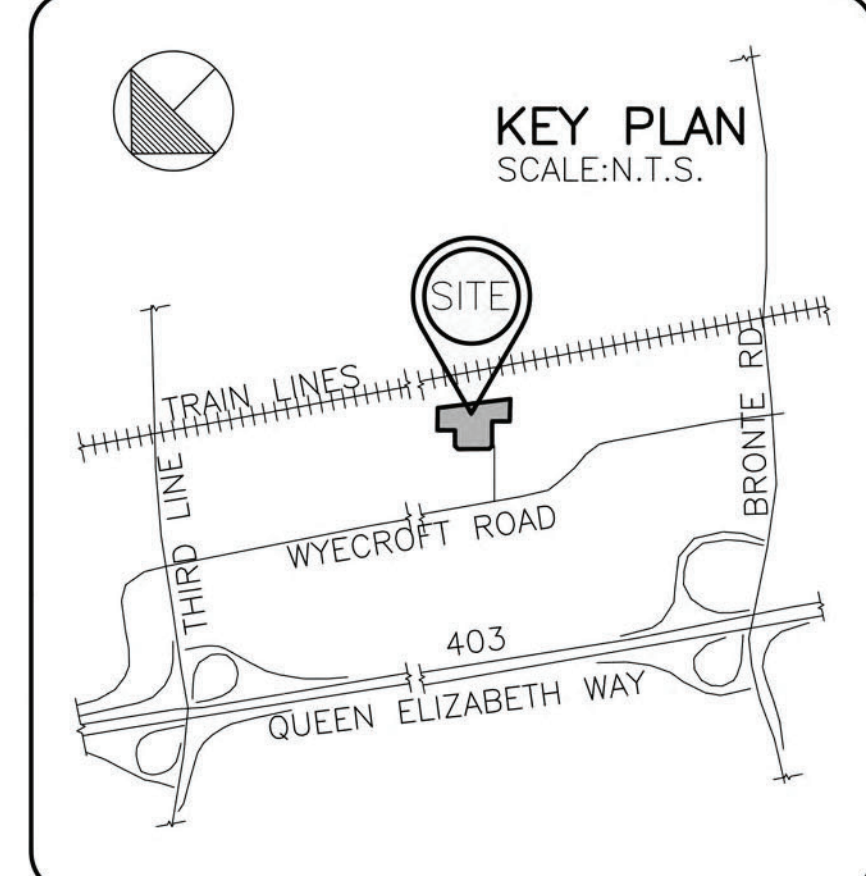 KEY PLAN
SCALE:N.T.S.
SITE
TRAIN LINES
BRONTE RD
THIRD LINE
WYECROFT ROAD
403
QUEEN ELIZABETH WAY